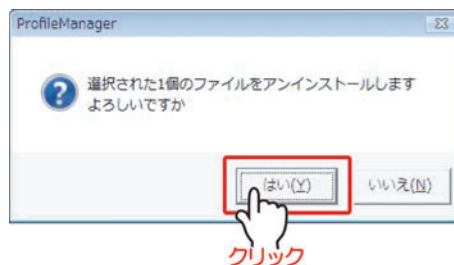 ProfileManager
選択された1個のファイルをアンインストールします
よろしいですか
はい(Y)
いいえ(N)
クリック